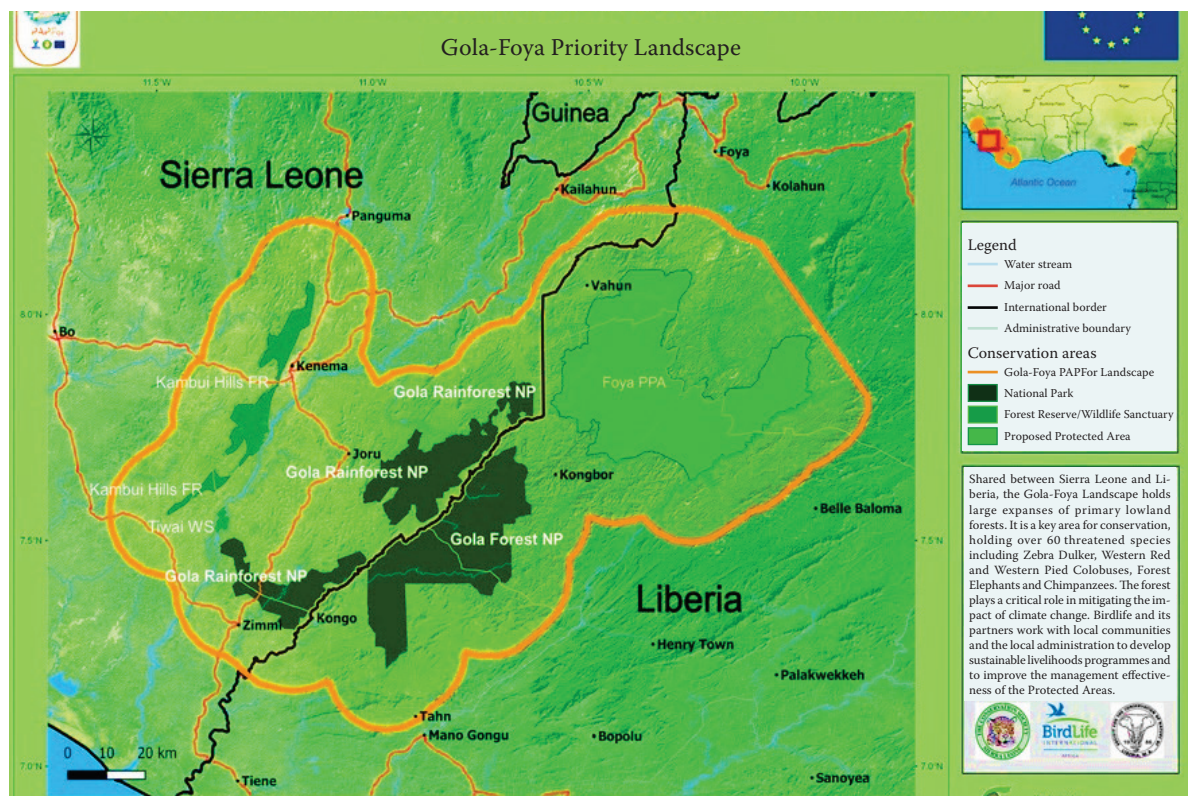 Gola-Foya Priority Landscape
11.5°W
11.0°W
10.5°W
10.0°W
Guinea
Sierra Leone
Foya
Kailahun
Kolahun
Panguma
Vahun
8.0°N
8.0°N
Bo
Kenema
Kambui Hills FR
Gola Rainforest NP
Foya PPA
Joru
Gola Rainforest NP
Kongbor
Kambui Hills FR
Belle Baloma
Tiwai WS
7.5°N
Gola Forest NP
7.5°N
Gola Rainforest NP
Liberia
Zimmi
Kongo
Henry Town
Palakwekkeh
Tahn
Mano Gongu
Bopolu
0 10 20 km
7.0°N
7.0°N
Tiene
Sanoyea
Atlantic Ocean
Legend
Water stream
Major road
International border
Administrative boundary
Conservation areas
Gola-Foya PAPFor Landscape
National Park
Forest Reserve/Wildlife Sanctuary
Proposed Protected Area
Shared between Sierra Leone and Li-
beria, the Gola-Foya Landscape holds
large expanses of primary lowland
forests. It is a key area for conservation,
holding over 60 threatened species
including Zebra Dulker, Western Red
and Western Pied Colobuses, Forest
Elephants and Chimpanzees. The forest
plays a critical role in mitigating the im-
pact of climate change. Birdlife and its
partners work with local communities
and the local administration to develop
sustainable livelihoods programmes and
to improve the management effective-
ness of the Protected Areas.
BirdLife
INTERNATIONAL